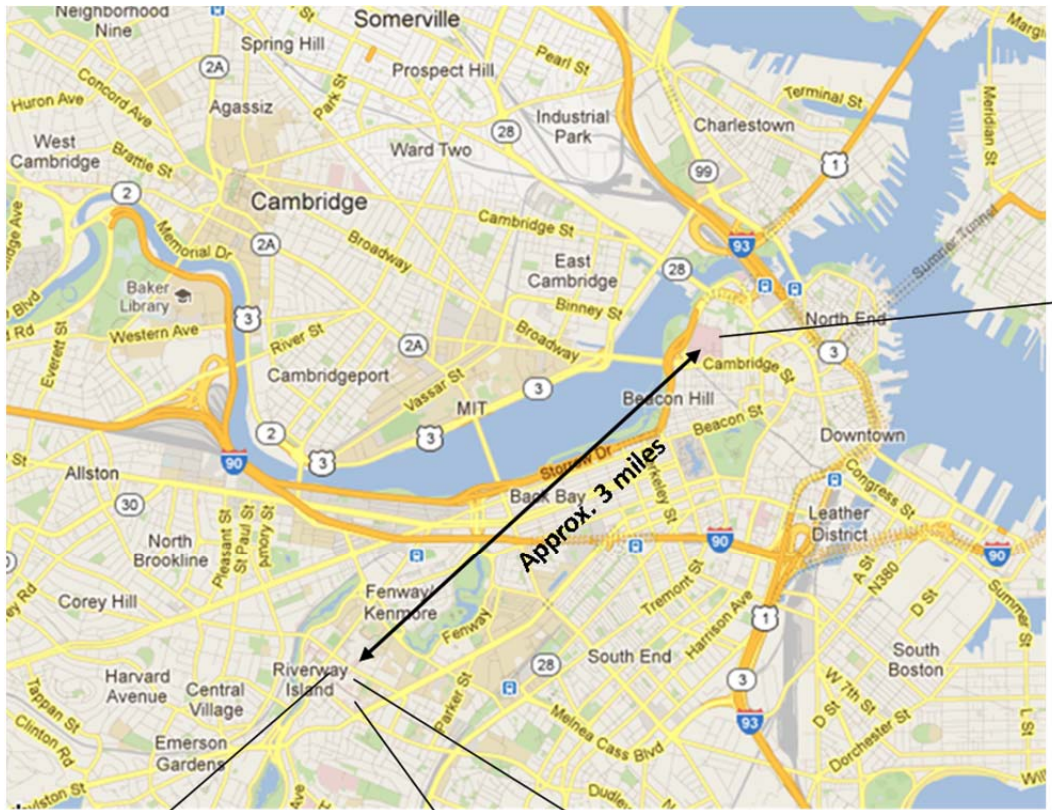 Neighborhood
Nine
Somerville
Spring Hill
2A
Park St
Prospect Hill
Pearl St
Terminal St
Meridian St
Huron Ave
Concord Ave
Agassiz
28
Industrial
Park
Charlestown
1
West
Cambridge
Ward Two
99
Brattle St
2
Cambridge
Cambridge St
Memorial Dr
2A
Broadway
93
Sumner Tunnel
East
Cambridge
28
Baker
Library
Binney St
North End
3
Western Ave
River St
2A
Broadway
3
Everett St
Cambridgeport
Vassar St
Cambridge St
3
MIT
Beacon Hill
Beacon St
Downtown
2
3
3
90
Storrow Dr
Allston
Back Bay
Approx. 3 miles
Congress St
30
Leather
District
Pleasant St
St Paul St
Amory St
North
Brookline
90
90
A St
N380
D St
Summer St
Corey Hill
Fenway/
Kenmore
Fenway
Tremont St
Harrison Ave
1
South End
28
South
Boston
Riverway
Island
Harvard
Avenue
Central
Village
Parker St
3
W 7th St
D St
L St
Tappan St
Clinton Rd
Emerson
Gardens
Melnea Cass Blvd
93
Dorchester St